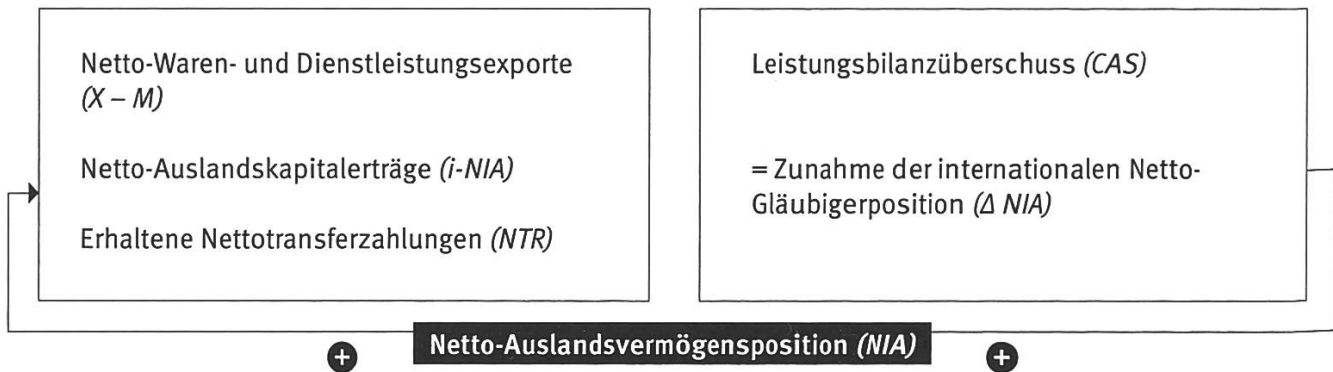 Netto-Waren- und Dienstleistungsexporte
(X – M)
Netto-Auslandskapitalerträge (i-NIA)
Erhaltene Nettotransferzahlungen (NTR)
Leistungsbilanzüberschuss (CAS)
= Zunahme der internationalen Netto-
Gläubigerposition (Δ NIA)
+ Netto-Auslandsvermögensposition (NIA) +